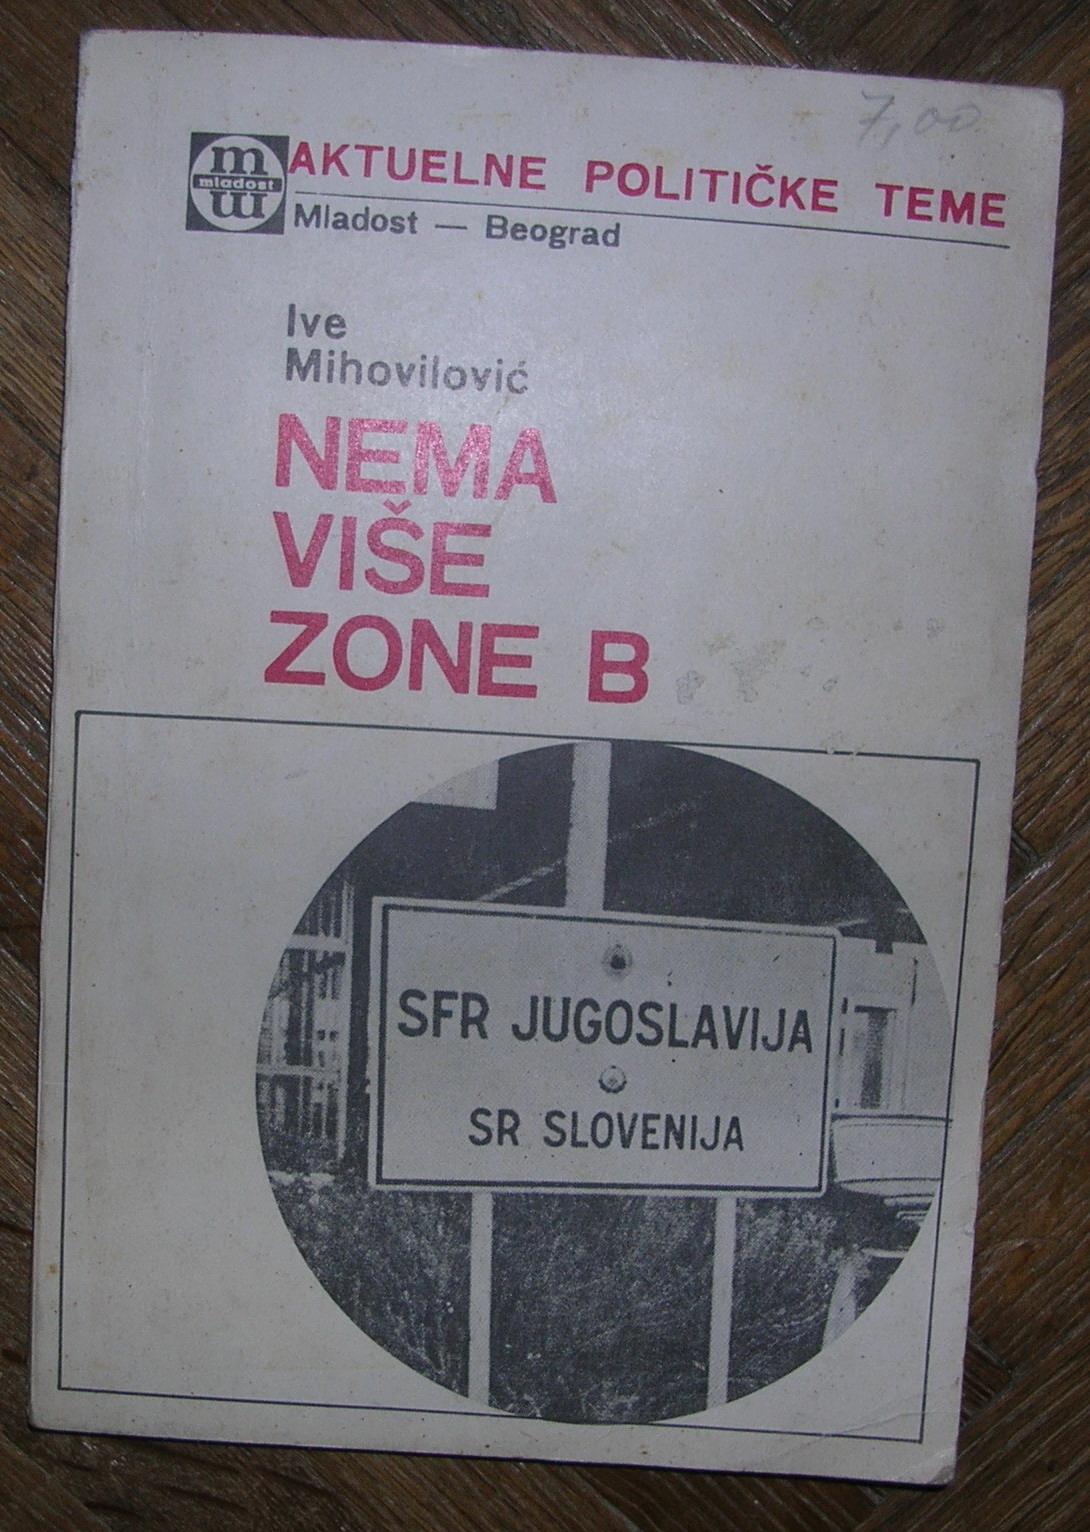 7,00
m
mladost
m
AKTUELNE POLITIČKE TEME
Mladost — Beograd
Ive
Mihovilović
NEMA
VIŠE
ZONE B
SFR JUGOSLAVIJA
SR SLOVENIJA